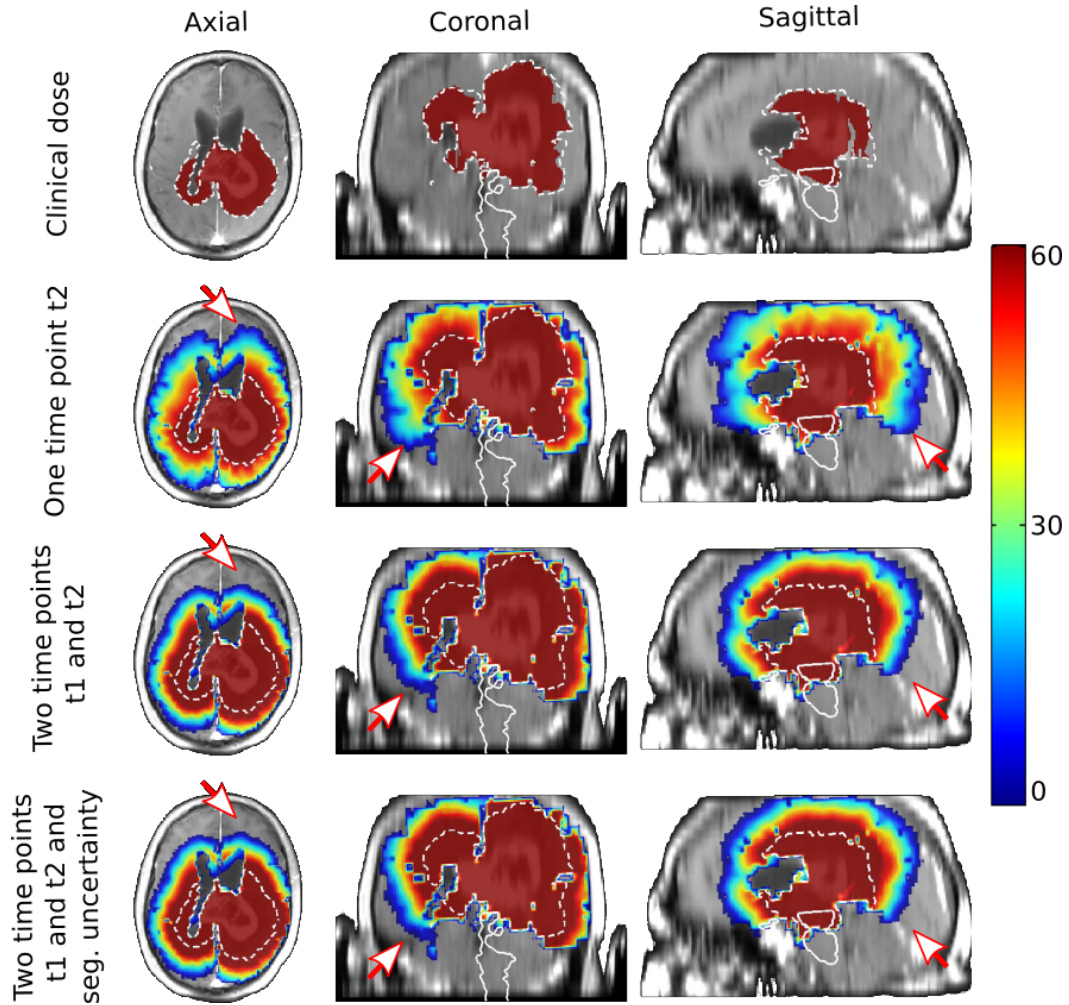 Axial
Coronal
Sagittal
Clinical dose
One time point t2
Two time points
t1 and t2
Two time points
t1 and t2 and
seg. uncertainty
60
30
0